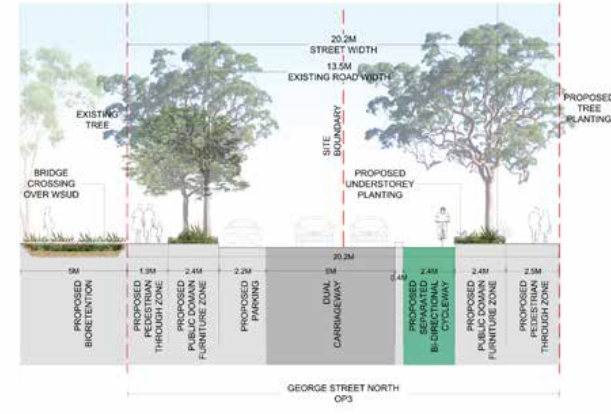 20.2M
STREET WIDTH
13.5M
EXISTING ROAD WIDTH
EXISTING
TREE
SITE
BOUNDARY
PROPOSED
TREE
PLANTING
BRIDGE
CROSSING
OVER WSUD
PROPOSED
UNDERSTOREY
PLANTING
20.2M
5M
1.9M
2.4M
2.2M
6M
0.4M
2.4M
2.4M
2.5M
PROPOSED
BIORETENTION
PROPOSED
PEDESTRIAN
THROUGH ZONE
PROPOSED
PUBLIC DOMAIN
FURNITURE ZONE
PROPOSED
PARKING
DUAL
CARRIAGEWAY
PROPOSED
SEPARATED
BI-DIRECTIONAL
CYCLEWAY
PROPOSED
PUBLIC DOMAIN
FURNITURE ZONE
PROPOSED
PEDESTRIAN
THROUGH ZONE
GEORGE STREET NORTH
OP3